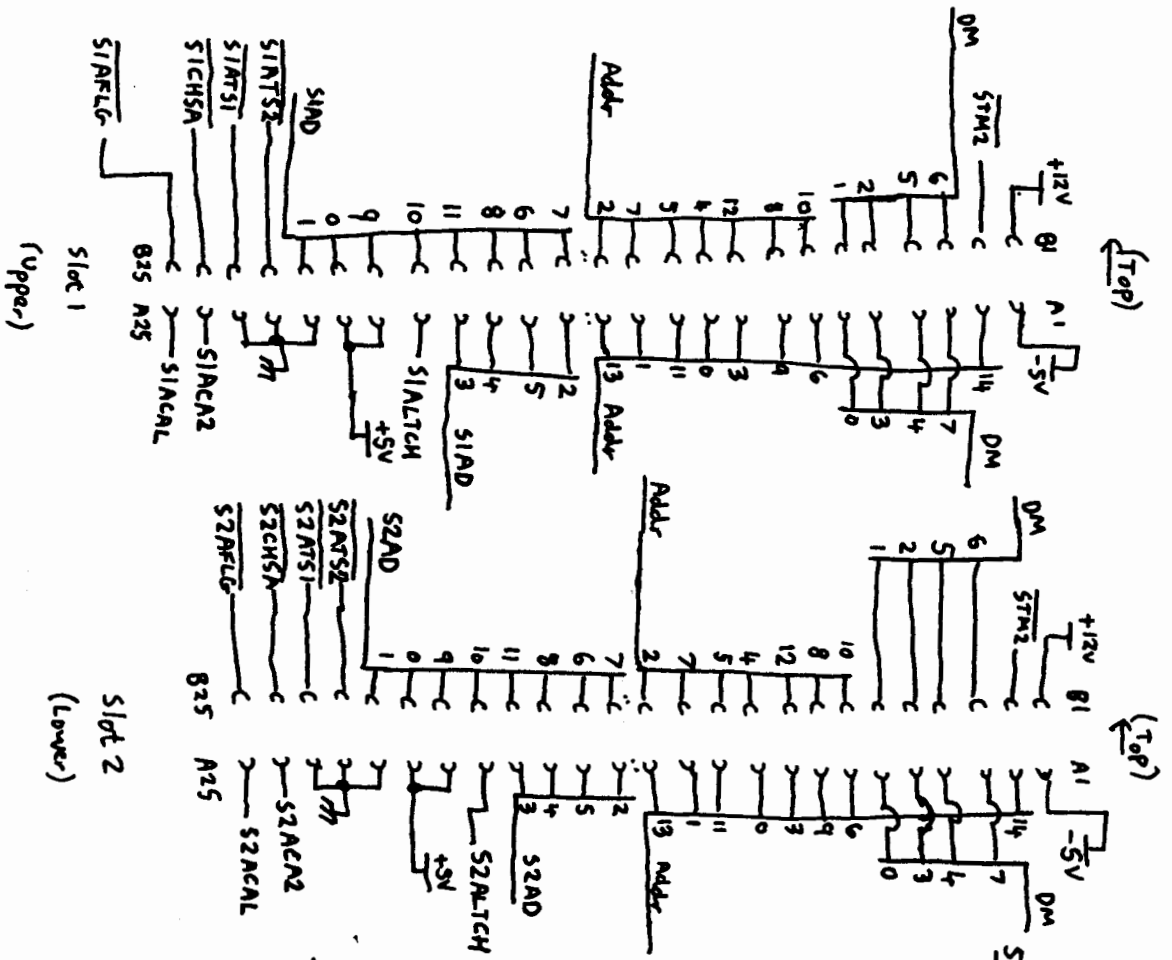 (Top)
+12V
B1
A1
-5V
STM2
DM
6
5
2
1
14
7
4
3
0
DM
10
8
12
4
5
7
2
Addr
6
9
3
0
11
1
13
Addr
7
6
8
11
10
9
0
1
S1AD
2
5
4
3
S1AD
S1ALTCH
+5V
S1ATS2
S1ATS1
S1CHSA
S1AFLG
S1ACA2
S1ACAL
B25
A25
Slot 1
(Upper)
(Top)
+12V
B1
A1
-5V
STM2
DM
6
5
2
1
14
7
4
3
0
DM
10
8
12
4
5
7
2
Addr
6
9
3
0
11
1
13
Addr
7
6
8
11
10
9
0
1
S2AD
2
5
4
3
S2AD
S2ALTCH
+5V
S2ATS2
S2ATS1
S2CHSA
S2AFLG
S2ACA2
S2ACAL
B25
A25
Slot 2
(Lower)